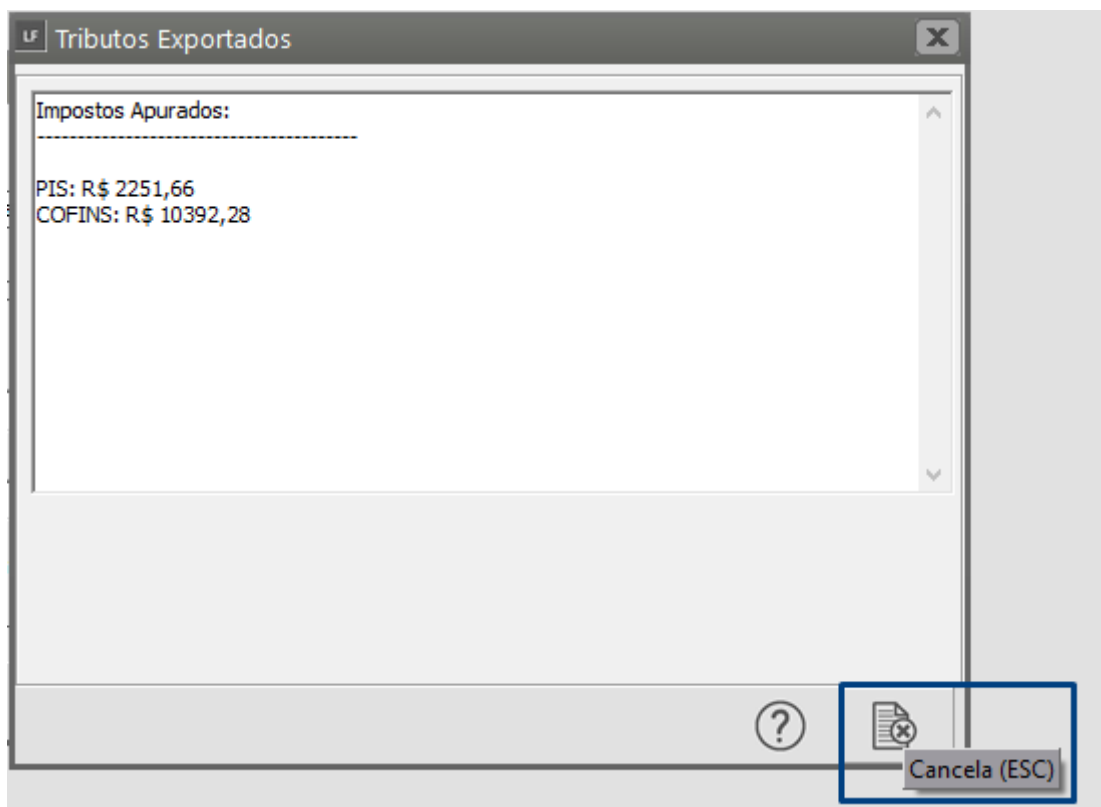 LF Tributos Exportados
Impostos Apurados:
----------------------------------------
PIS: R$ 2251,66
COFINS: R$ 10392,28
?
Cancela (ESC)